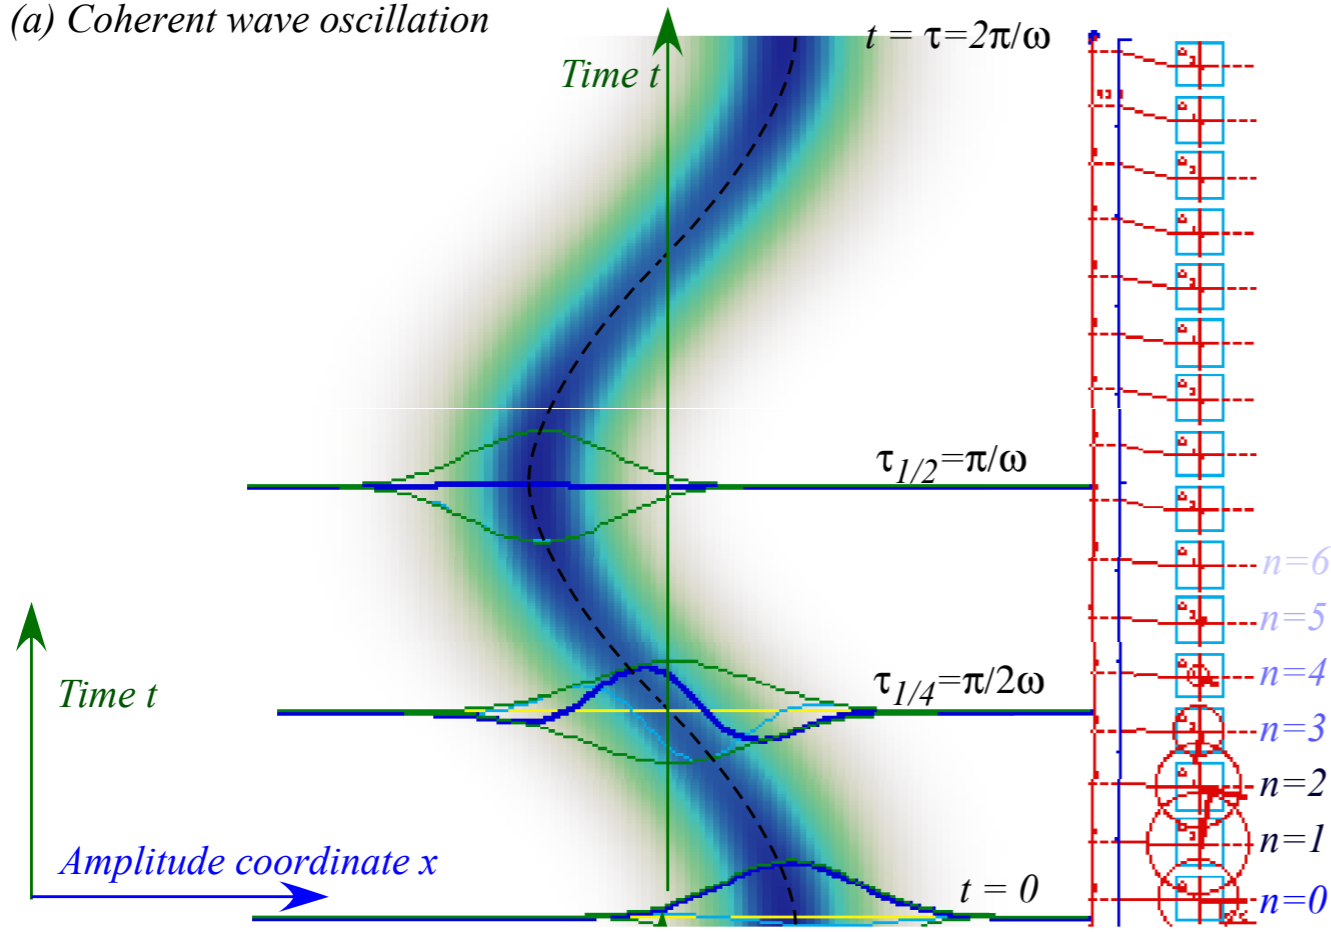 (a) Coherent wave oscillation
t = τ=2π/ω
Time t
τ1/2=π/ω
n=6
n=5
Time t
n=4
τ1/4=π/2ω
n=3
n=2
n=1
Amplitude coordinate x
t = 0
n=0